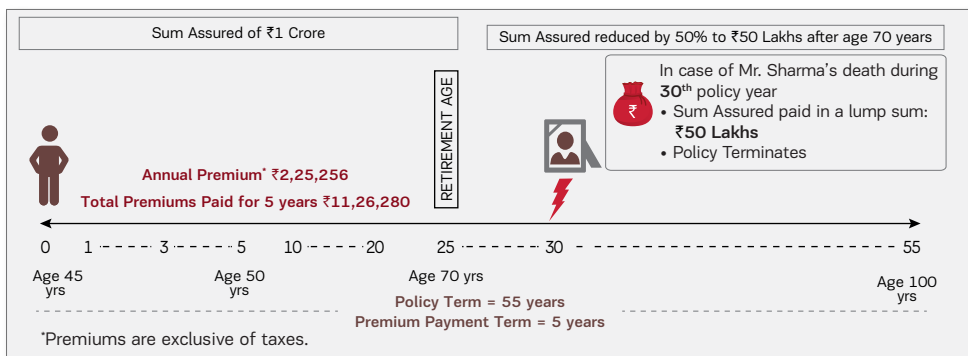 Sum Assured of ₹1 Crore
Sum Assured reduced by 50% to ₹50 Lakhs after age 70 years
In case of Mr. Sharma's death during
30th policy year
• Sum Assured paid in a lump sum:
₹50 Lakhs
• Policy Terminates
₹
RETIREMENT AGE
Annual Premium* ₹2,25,256
Total Premiums Paid for 5 years ₹11,26,280
0 1 ---- 3 ---- 5 10 ---- 20 25 ---- 30 ---- 55
Age 45
yrs
Age 50
yrs
Age 70 yrs
Age 100
yrs
Policy Term = 55 years
Premium Payment Term = 5 years
*Premiums are exclusive of taxes.